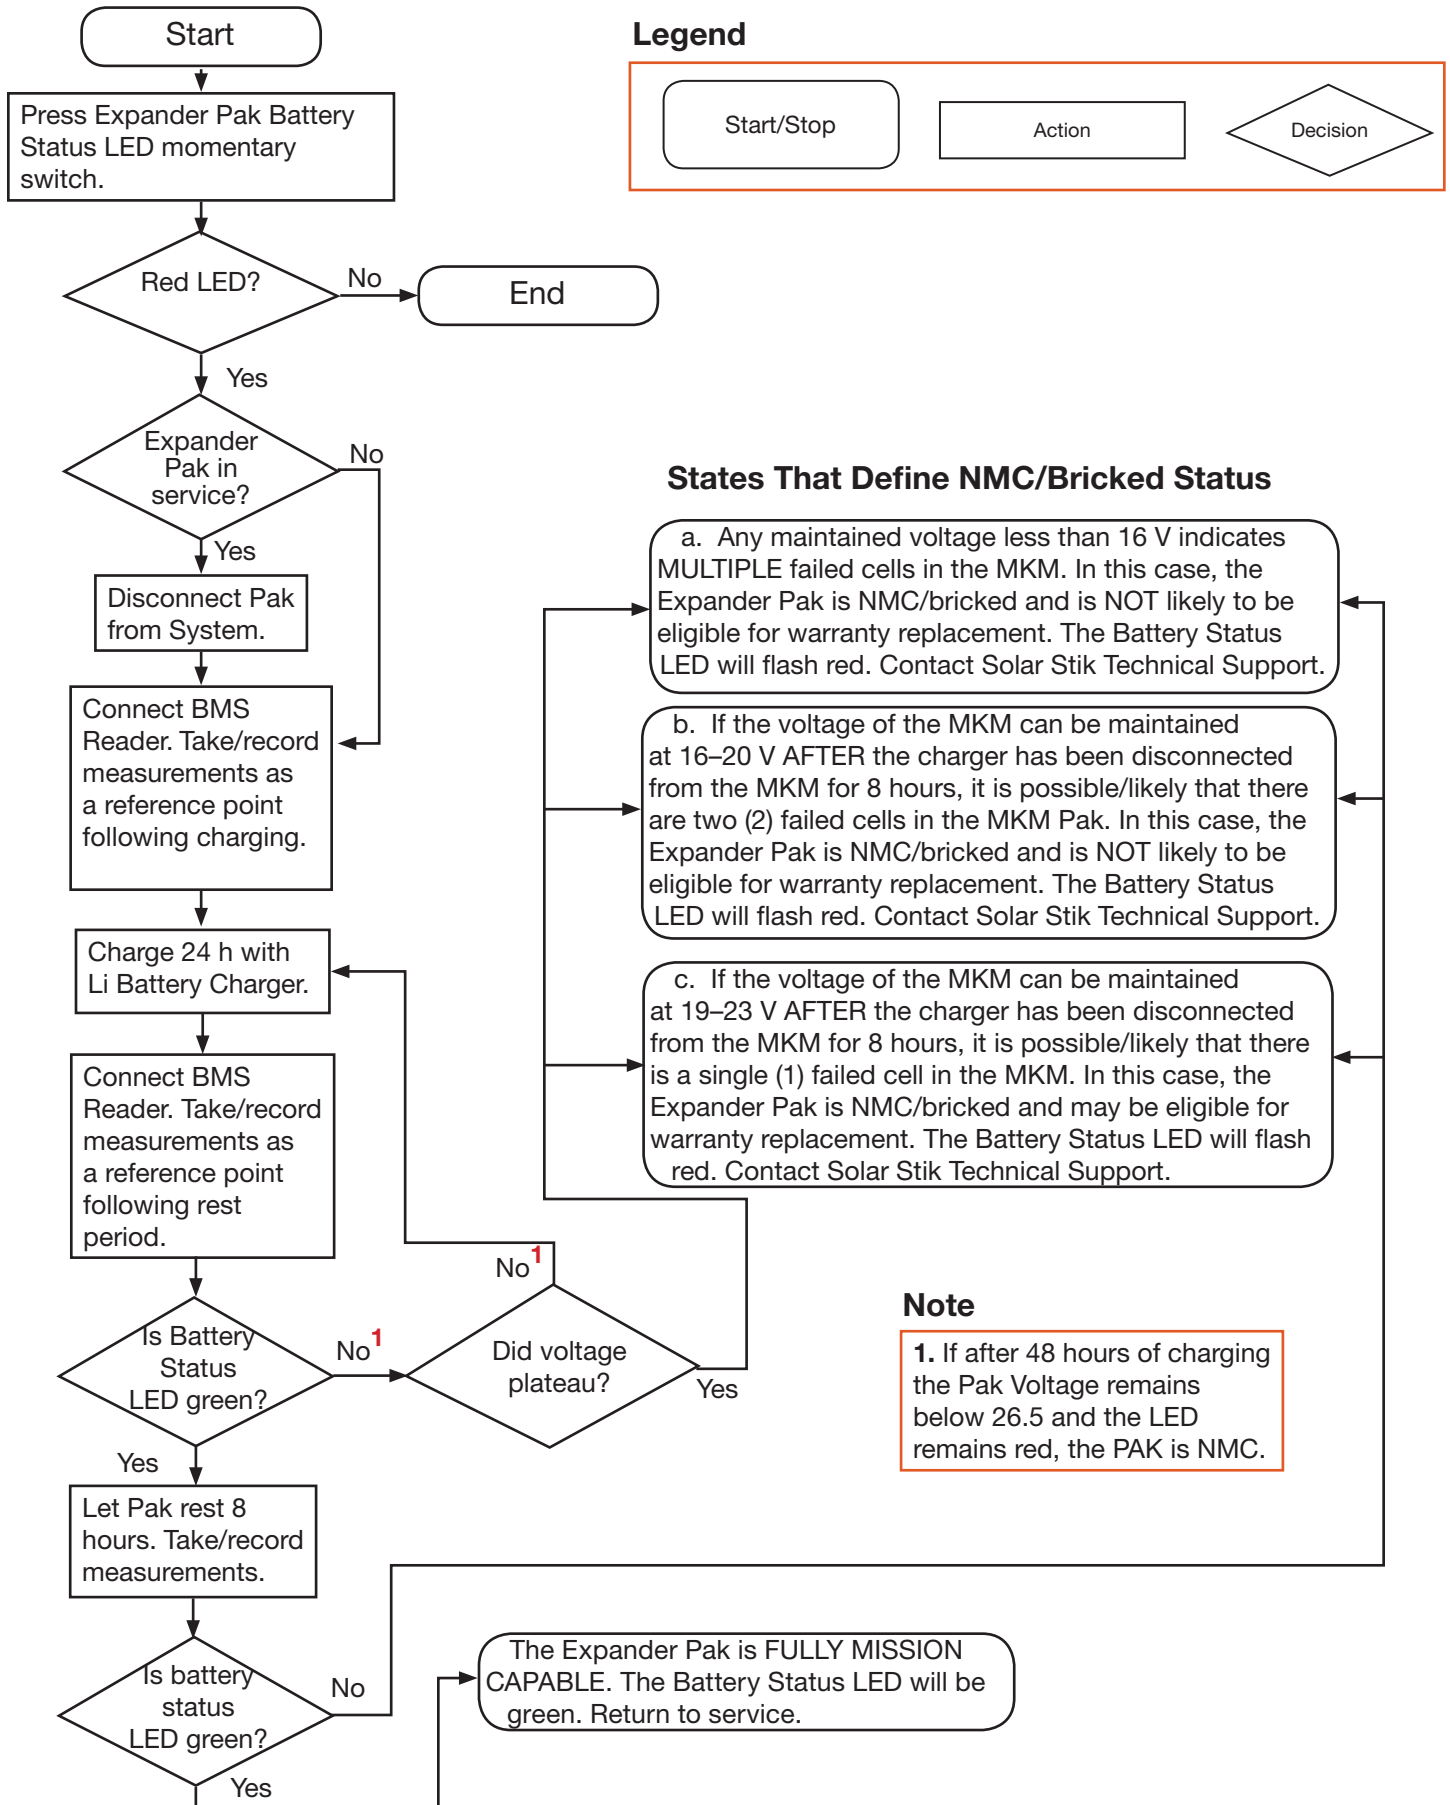 Start
Legend
Start/Stop
Action
Decision
Press Expander Pak Battery
Status LED momentary
switch.
Red LED?
No
End
Yes
Expander
Pak in
service?
No
Yes
Disconnect Pak
from System.
Connect BMS
Reader. Take/record
measurements as
a reference point
following charging.
Charge 24 h with
Li Battery Charger.
Connect BMS
Reader. Take/record
measurements as
a reference point
following rest
period.
Is Battery
Status
LED green?
No1
Did voltage
plateau?
No1
Yes
Yes
Let Pak rest 8
hours. Take/record
measurements.
Is battery
status
LED green?
No
Yes
States That Define NMC/Bricked Status
a. Any maintained voltage less than 16 V indicates
MULTIPLE failed cells in the MKM. In this case, the
Expander Pak is NMC/bricked and is NOT likely to be
eligible for warranty replacement. The Battery Status
LED will flash red. Contact Solar Stik Technical Support.
b. If the voltage of the MKM can be maintained
at 16–20 V AFTER the charger has been disconnected
from the MKM for 8 hours, it is possible/likely that there
are two (2) failed cells in the MKM Pak. In this case, the
Expander Pak is NMC/bricked and is NOT likely to be
eligible for warranty replacement. The Battery Status
LED will flash red. Contact Solar Stik Technical Support.
c. If the voltage of the MKM can be maintained
at 19–23 V AFTER the charger has been disconnected
from the MKM for 8 hours, it is possible/likely that there
is a single (1) failed cell in the MKM. In this case, the
Expander Pak is NMC/bricked and may be eligible for
warranty replacement. The Battery Status LED will flash
red. Contact Solar Stik Technical Support.
Note
1. If after 48 hours of charging
the Pak Voltage remains
below 26.5 and the LED
remains red, the PAK is NMC.
The Expander Pak is FULLY MISSION
CAPABLE. The Battery Status LED will be
green. Return to service.